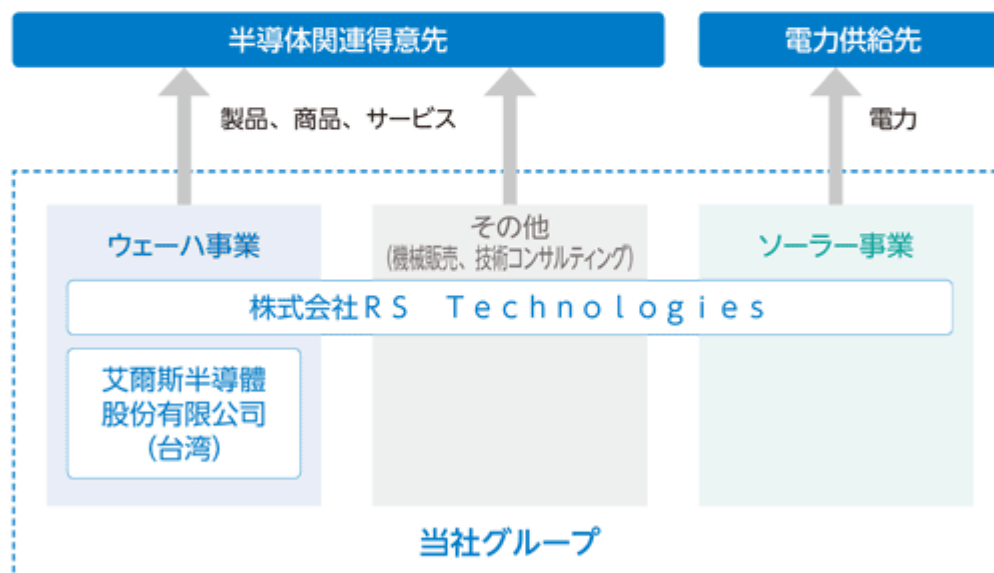 半導体関連得意先
電力供給先
製品、商品、サービス
電力
ウェーハ事業
その他
(機械販売、技術コンサルティング)
ソーラー事業
株式会社ＲＳ　Ｔｅｃｈｎｏｌｏｇｉｅｓ
艾爾斯半導體
股份有限公司
(台湾)
当社グループ